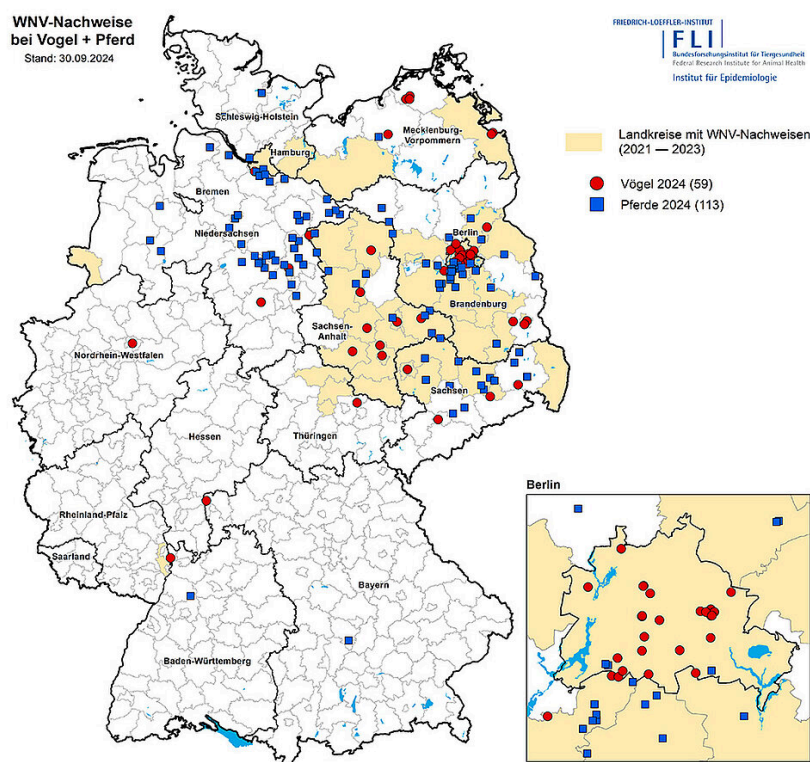 WNV-Nachweise
bei Vogel + Pferd
Stand: 30.09.2024
FRIEDRICH-LOEFFLER-INSTITUT
FLI
Bundesforschungsinstitut für Tiergesundheit
Federal Research Institute for Animal Health
Institut für Epidemiologie
Landkreise mit WNV-Nachweisen
(2021 — 2023)
Vögel 2024 (59)
Pferde 2024 (113)
Schleswig-Holstein
Mecklenburg-
Vorpommern
Hamburg
Bremen
Niedersachsen
Berlin
Brandenburg
Sachsen-
Anhalt
Nordrhein-Westfalen
Sachsen
Hessen
Thüringen
Rheinland-Pfalz
Saarland
Bayern
Baden-Württemberg
Berlin